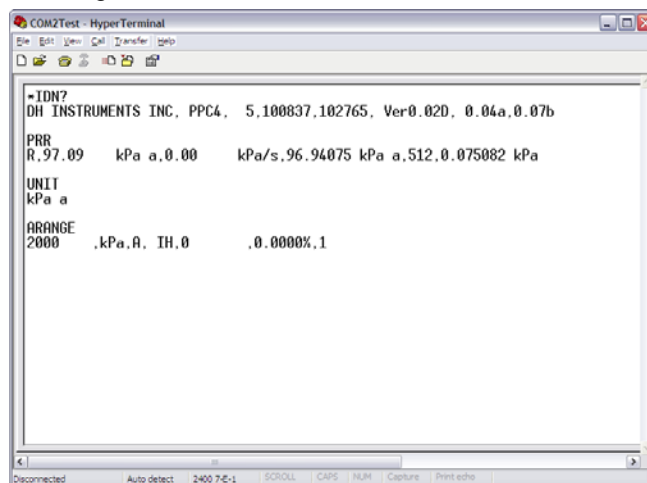 COM2Test - HyperTerminal
File Edit View Call Transfer Help
*IDN?
DH INSTRUMENTS INC, PPC4, 5,100837,102765, Ver0.02D, 0.04a,0.07b
PRR
R,97.09 kPa a,0.00 kPa/s,96.94075 kPa a,512,0.075082 kPa
UNIT
kPa a
ARANGE
2000 ,kPa,A, IH,0 ,0.0000%,1
Disconnected Auto detect 2400 7-E-1 SCROLL CAPS NUM Capture Print echo